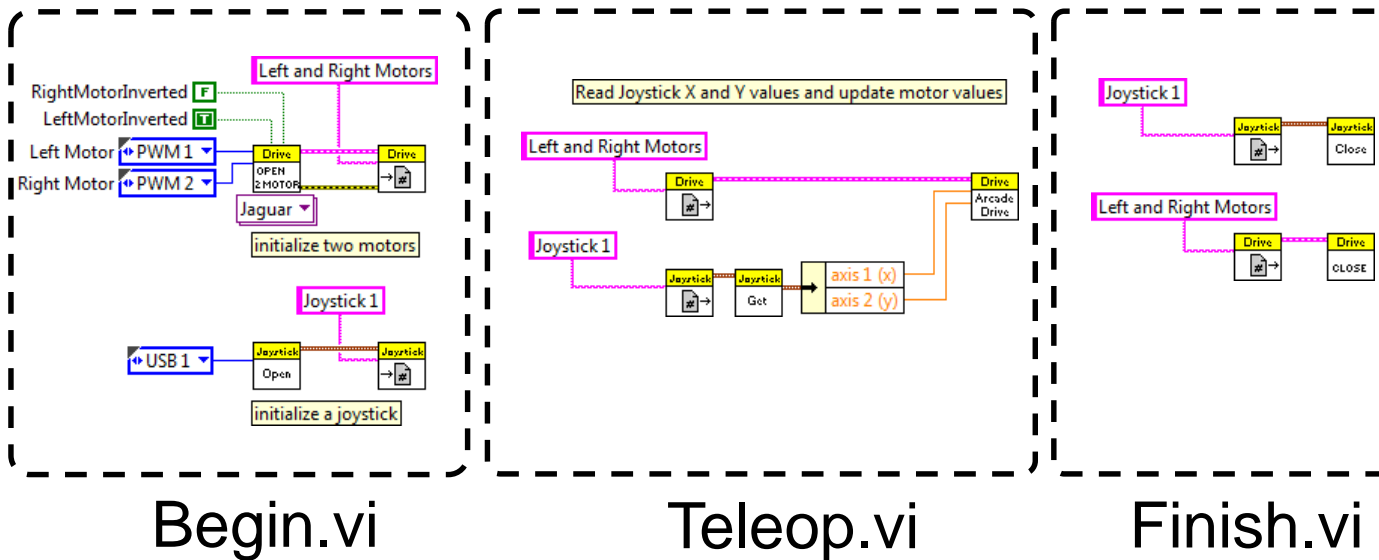 Left and Right Motors
RightMotorInverted F
LeftMotorInverted T
Left Motor PWM 1
Right Motor PWM 2
Drive
OPEN
2 MOTOR
Drive
#
Jaguar
initialize two motors
Joystick 1
USB 1
Joystick
Open
Joystick
#
initialize a joystick
Begin.vi
Read Joystick X and Y values and update motor values
Left and Right Motors
Drive
#
Drive
Arcade
Drive
Joystick 1
Joystick
#
Joystick
Get
axis 1 (x)
axis 2 (y)
Teleop.vi
Joystick 1
Joystick
#
Joystick
Close
Left and Right Motors
Drive
#
Drive
CLOSE
Finish.vi